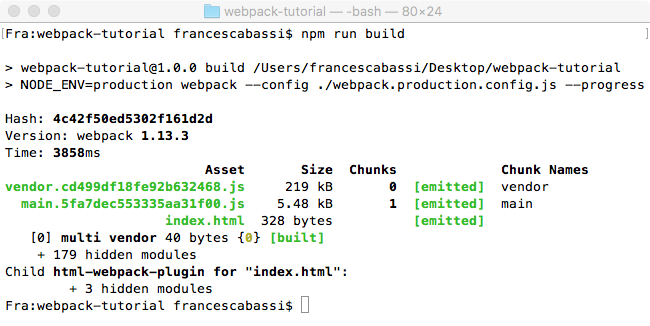 webpack-tutorial — -bash — 80×24
[Fra:webpack-tutorial francescabassi$ npm run build]
> webpack-tutorial@1.0.0 build /Users/francescabassi/Desktop/webpack-tutorial
> NODE_ENV=production webpack --config ./webpack.production.config.js --progress
Hash: 4c42f50ed5302f161d2d
Version: webpack 1.13.3
Time: 3858ms
Asset Size Chunks Chunk Names
vendor.cd499df18fe92b632468.js 219 kB 0 [emitted] vendor
main.5fa7dec553335aa31f00.js 5.48 kB 1 [emitted] main
index.html 328 bytes [emitted]
[0] multi vendor 40 bytes {0} [built]
+ 179 hidden modules
Child html-webpack-plugin for "index.html":
+ 3 hidden modules
Fra:webpack-tutorial francescabassi$